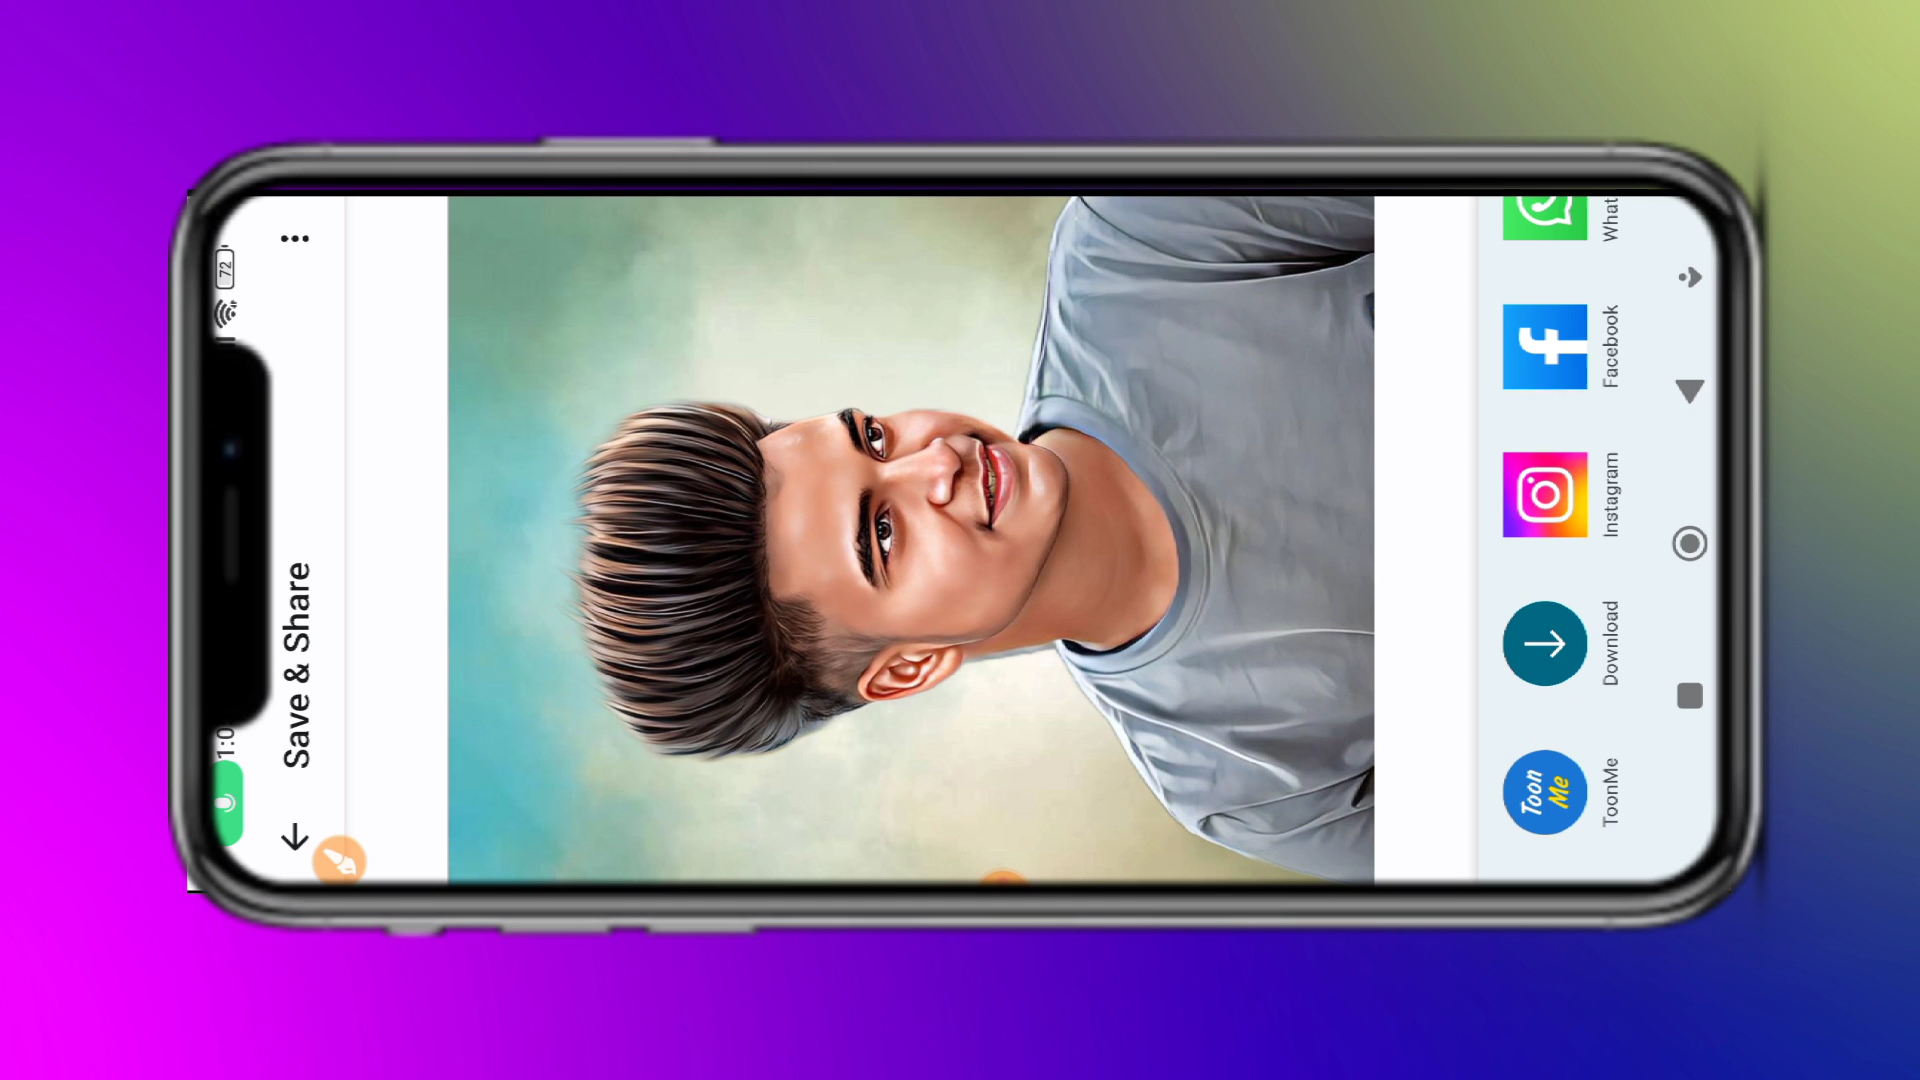 1:0
72
Save & Share
Toon
Me
ToonMe
Download
Instagram
Facebook
What